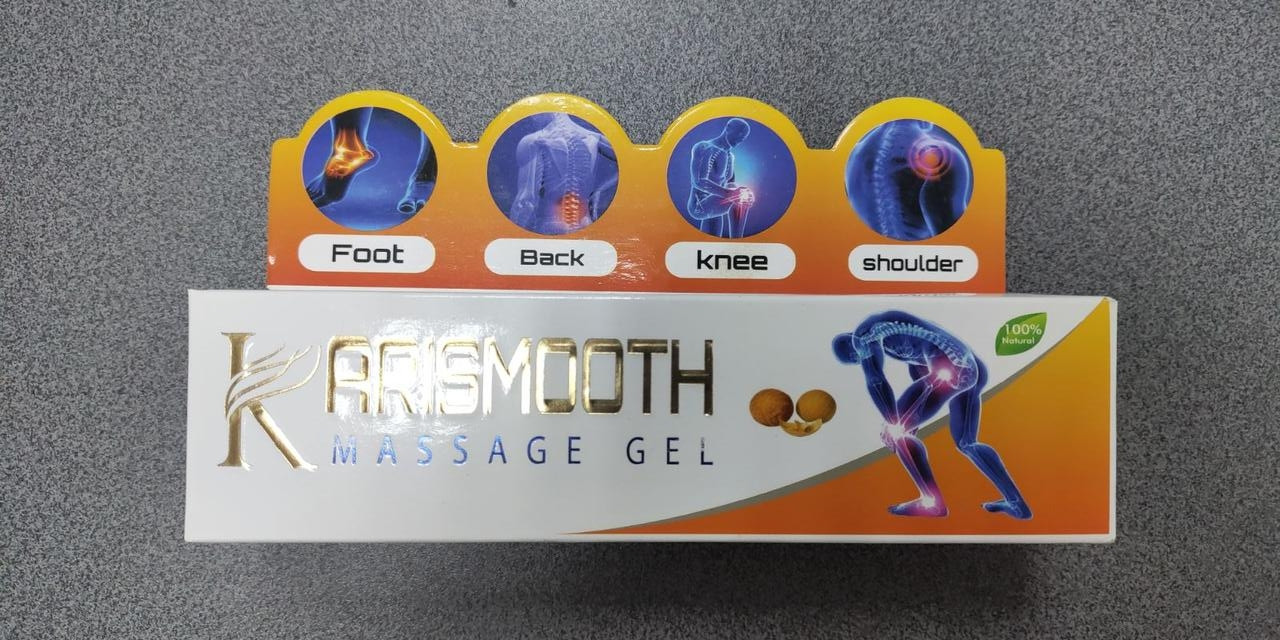 Foot
Back
knee
shoulder
KARISMOOTH
MASSAGE GEL
100%
Natural